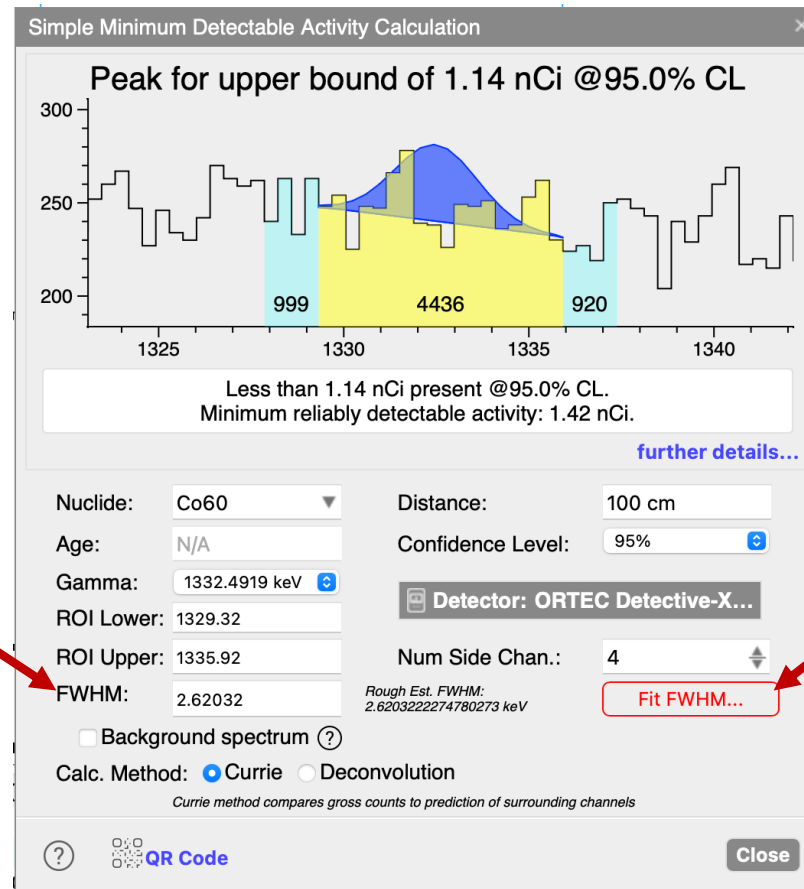 Simple Minimum Detectable Activity Calculation
Peak for upper bound of 1.14 nCi @95.0% CL
300
250
200
999 4436 920
1325 1330 1335 1340
Less than 1.14 nCi present @95.0% CL.
Minimum reliably detectable activity: 1.42 nCi.
further details...
Nuclide: Co60 Distance: 100 cm
Age: N/A Confidence Level: 95%
Gamma: 1332.4919 keV
Detector: ORTEC Detective-X...
ROI Lower: 1329.32
ROI Upper: 1335.92 Num Side Chan.: 4
FWHM: 2.62032 Rough Est. FWHM:
2.6203222274780273 keV
Fit FWHM...
Background spectrum ?
Calc. Method: Currie Deconvolution
Currie method compares gross counts to prediction of surrounding channels
? QR Code Close